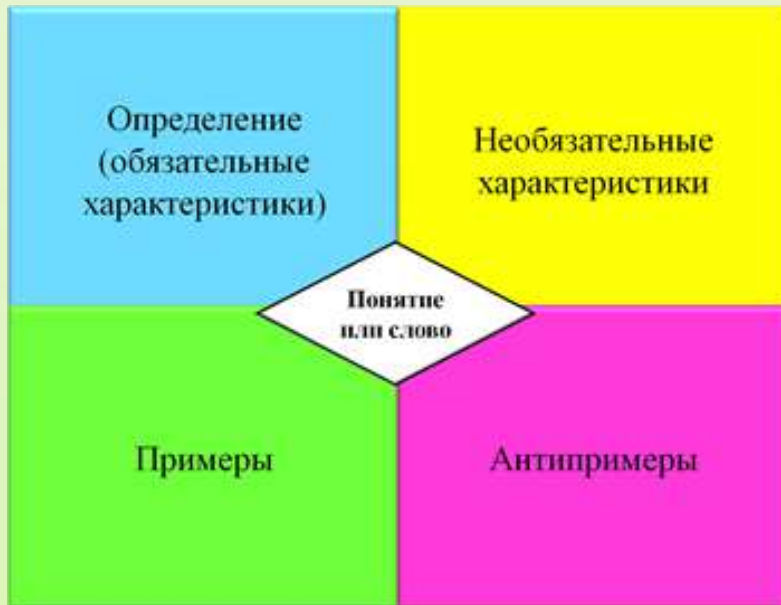 Определение
(обязательные
характеристики)
Необязательные
характеристики
Понятие
или слово
Примеры
Антипримеры